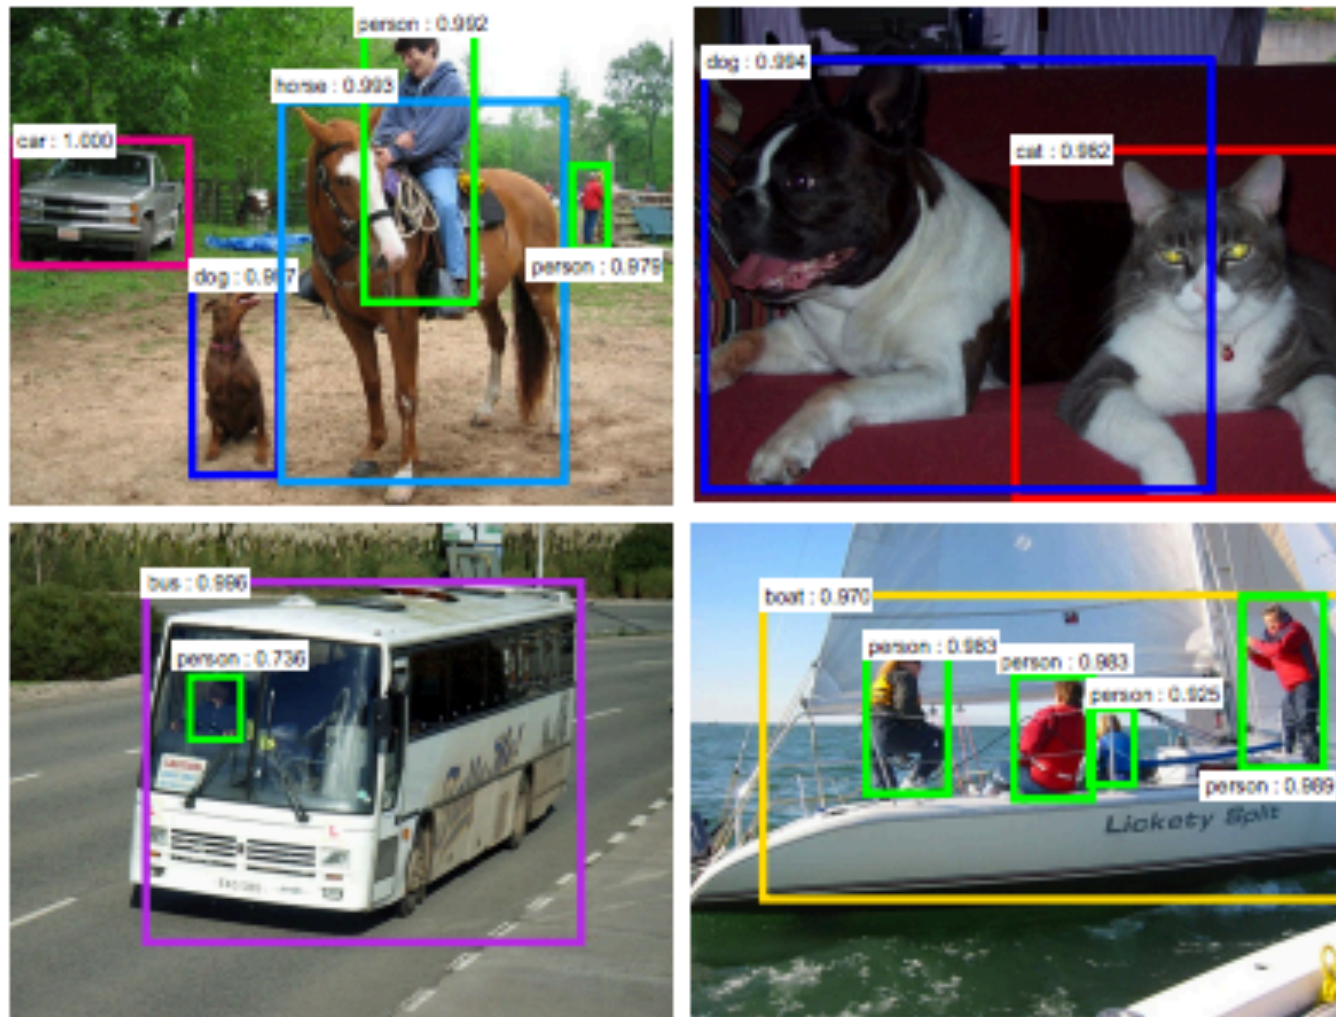 person : 0.992
horse : 0.993
car : 1.000
dog : 0.997
person : 0.979
dog : 0.994
cat : 0.982
bus : 0.996
person : 0.736
boat : 0.970
person : 0.983
person : 0.983
person : 0.925
person : 0.989
Lickety Split